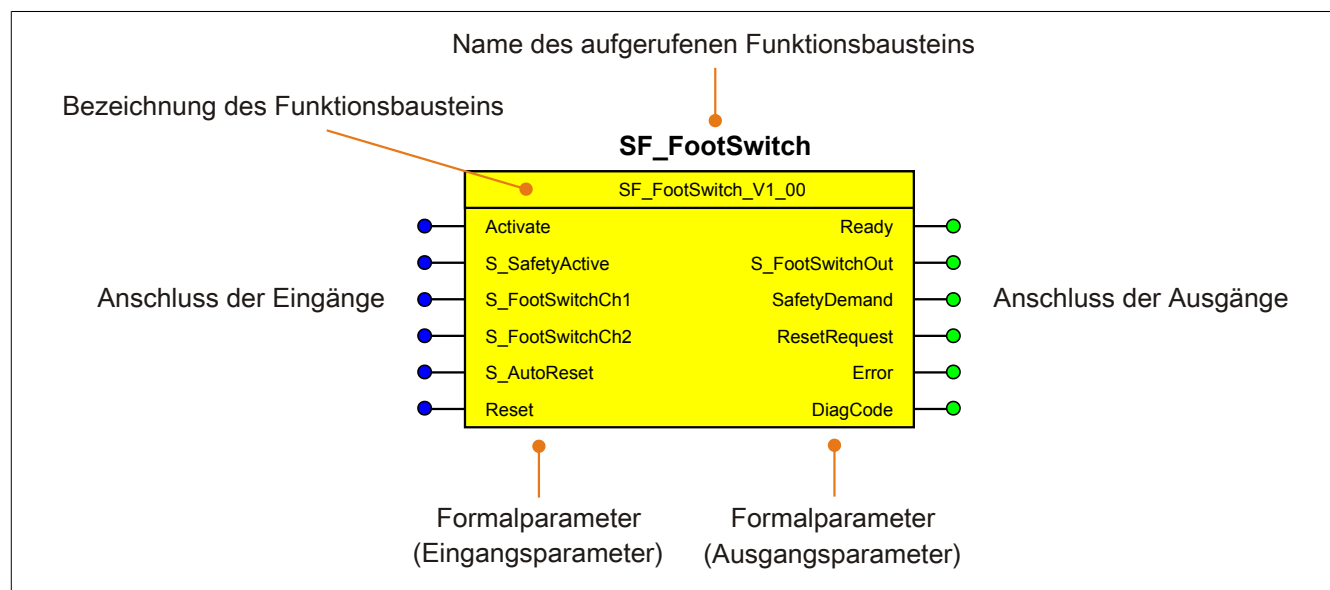 Name des aufgerufenen Funktionsbausteins
Bezeichnung des Funktionsbausteins
SF_FootSwitch
SF_FootSwitch_V1_00
Activate
Ready
S_SafetyActive
S_FootSwitchOut
Anschluss der Eingänge
S_FootSwitchCh1
SafetyDemand
Anschluss der Ausgänge
S_FootSwitchCh2
ResetRequest
S_AutoReset
Error
Reset
DiagCode
Formalparameter
(Eingangsparameter)
Formalparameter
(Ausgangsparameter)